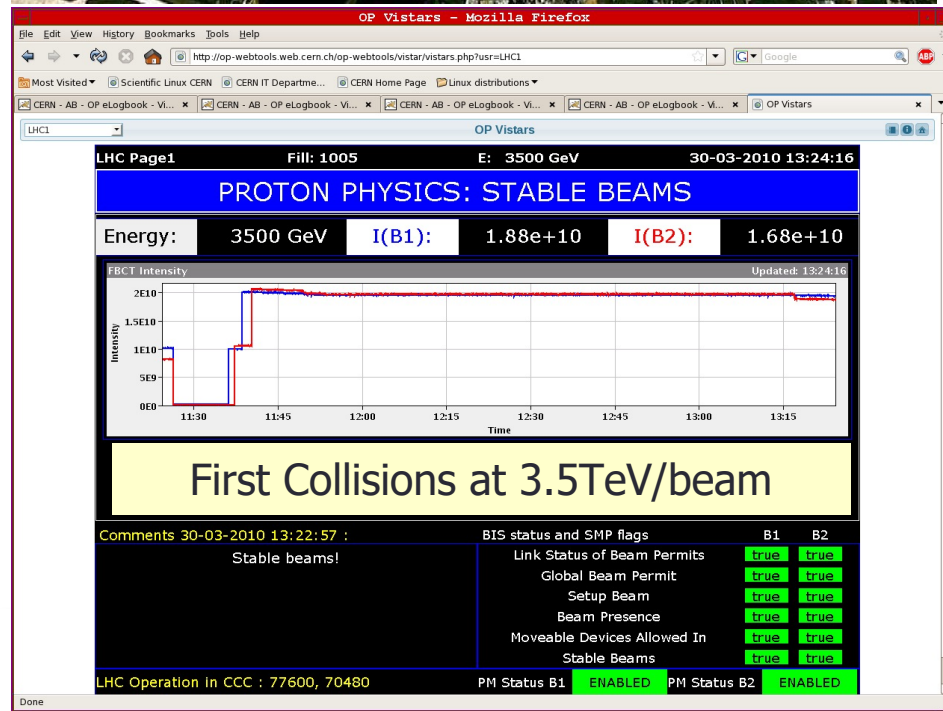 OP Vistars - Mozilla Firefox
File Edit View History Bookmarks Tools Help
http://op-webtools.web.cern.ch/op-webtools/vistar/vistars.php?usr=LHC1
Google
ABP
Most Visited Scientific Linux CERN CERN IT Departme... CERN Home Page Linux distributions
CERN - AB - OP eLogbook - Vi... CERN - AB - OP eLogbook - Vi... CERN - AB - OP eLogbook - Vi... CERN - AB - OP eLogbook - Vi... OP Vistars
LHC1 OP Vistars
LHC Page1 Fill: 1005 E: 3500 GeV 30-03-2010 13:24:16
PROTON PHYSICS: STABLE BEAMS
Energy: 3500 GeV I(B1): 1.88e+10 I(B2): 1.68e+10
FBCT Intensity Updated: 13:24:16
2E10
1.5E10
1E10
5E9
0E0
Intensity
11:30 11:45 12:00 12:15 12:30 12:45 13:00 13:15
Time
First Collisions at 3.5TeV/beam
Comments 30-03-2010 13:22:57 :
Stable beams!
BIS status and SMP flags B1 B2
Link Status of Beam Permits true true
Global Beam Permit true true
Setup Beam true true
Beam Presence true true
Moveable Devices Allowed In true true
Stable Beams true true
LHC Operation in CCC : 77600, 70480 PM Status B1 ENABLED PM Status B2 ENABLED
Done